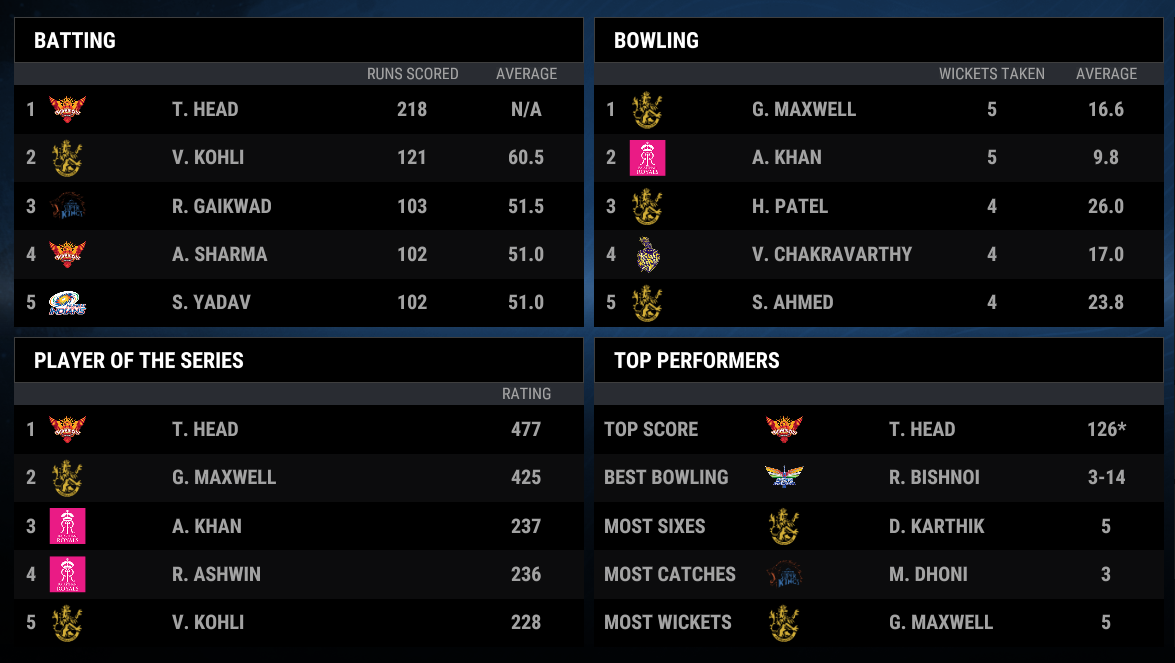 BATTING
RUNS SCORED AVERAGE
1 T. HEAD 218 N/A
2 V. KOHLI 121 60.5
3 R. GAIKWAD 103 51.5
4 A. SHARMA 102 51.0
5 S. YADAV 102 51.0
BOWLING
WICKETS TAKEN AVERAGE
1 G. MAXWELL 5 16.6
2 A. KHAN 5 9.8
3 H. PATEL 4 26.0
4 V. CHAKRAVARTHY 4 17.0
5 S. AHMED 4 23.8
PLAYER OF THE SERIES
RATING
1 T. HEAD 477
2 G. MAXWELL 425
3 A. KHAN 237
4 R. ASHWIN 236
5 V. KOHLI 228
TOP PERFORMERS
TOP SCORE T. HEAD 126*
BEST BOWLING R. BISHNOI 3-14
MOST SIXES D. KARTHIK 5
MOST CATCHES M. DHONI 3
MOST WICKETS G. MAXWELL 5